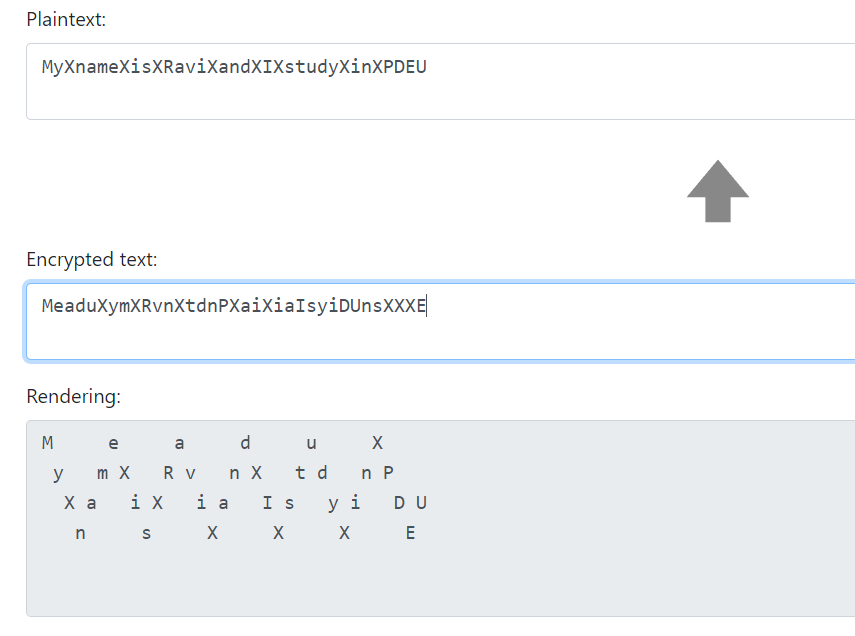 Plaintext:
MyXnameXisXRaviXandXIXstudyXinXPDEU
Encrypted text:
MeaduXymXRvnXtdnPXaiXiaIsyiDUnsXXXE
Rendering:
M     e     a     d     u     X
 y   m X   R v   n X   t d   n P
  X a   i X   i a   I s   y i   D U
   n     s     X     X     X     E